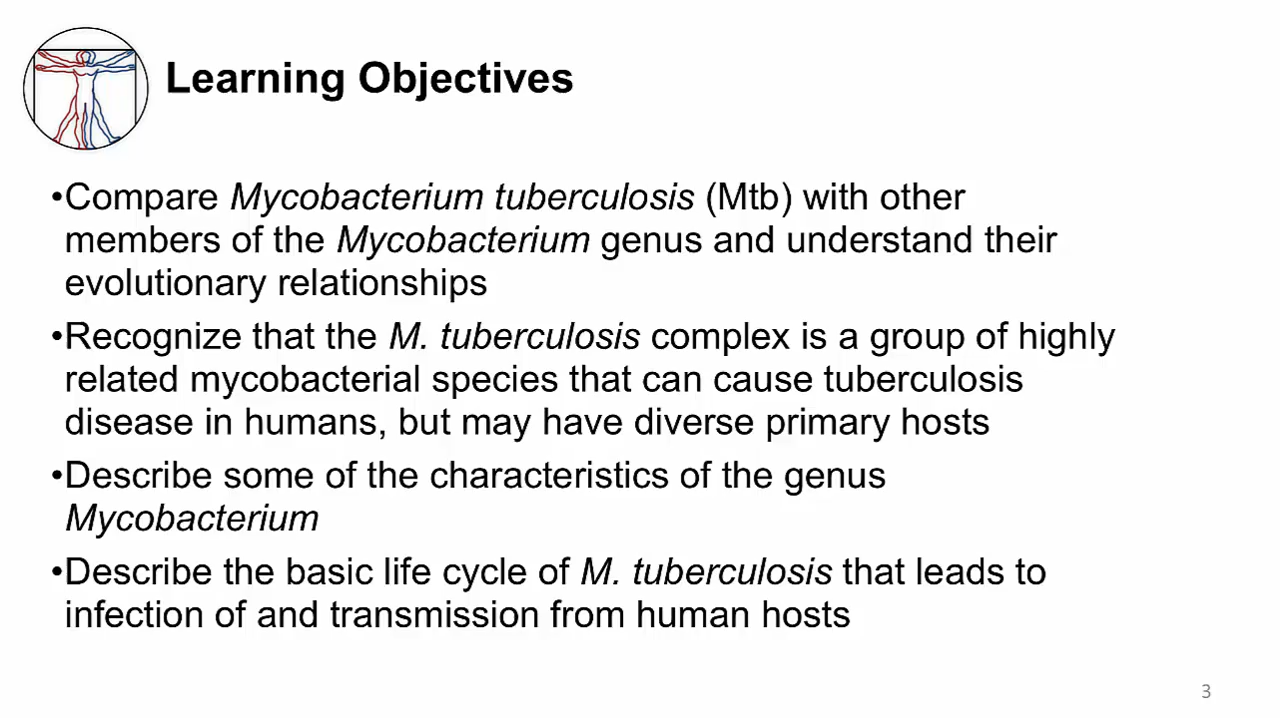 Learning Objectives
•Compare Mycobacterium tuberculosis (Mtb) with other
members of the Mycobacterium genus and understand their
evolutionary relationships
•Recognize that the M. tuberculosis complex is a group of highly
related mycobacterial species that can cause tuberculosis
disease in humans, but may have diverse primary hosts
•Describe some of the characteristics of the genus
Mycobacterium
•Describe the basic life cycle of M. tuberculosis that leads to
infection of and transmission from human hosts
3